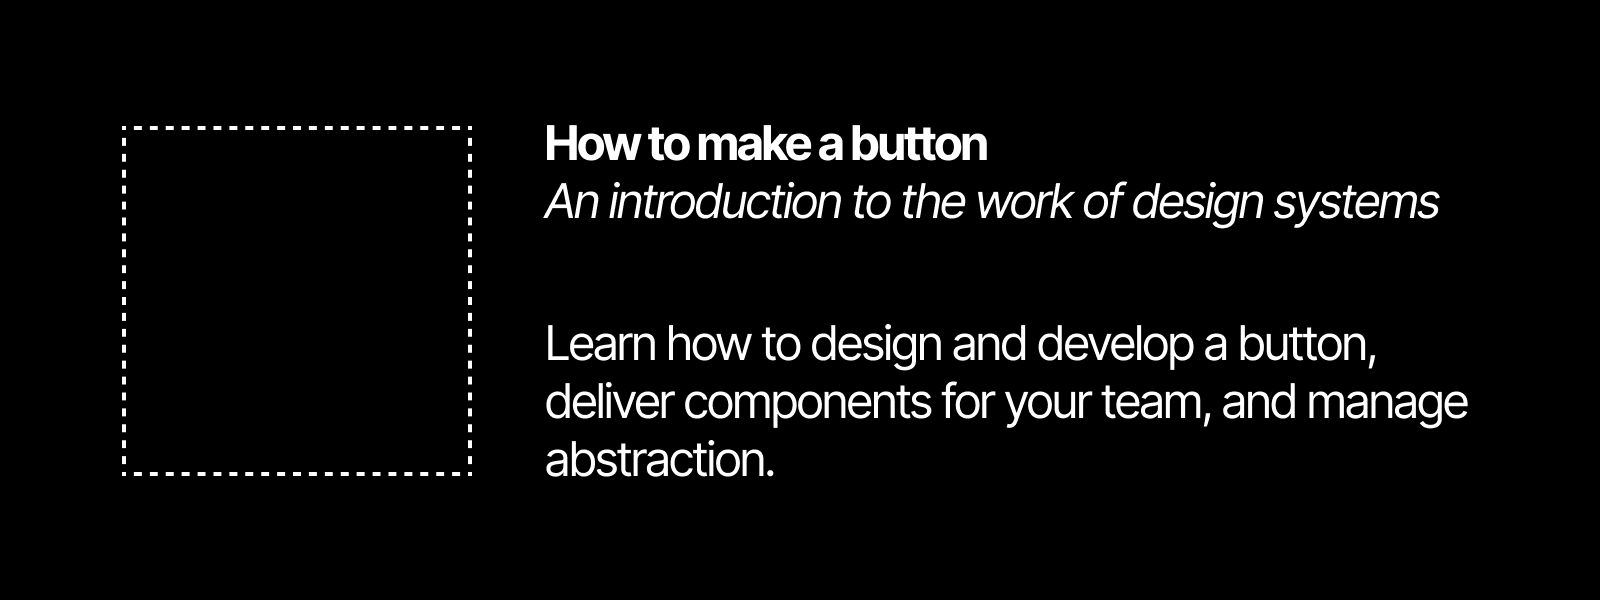 How to make a button
An introduction to the work of design systems
Learn how to design and develop a button,
deliver components for your team, and manage
abstraction.